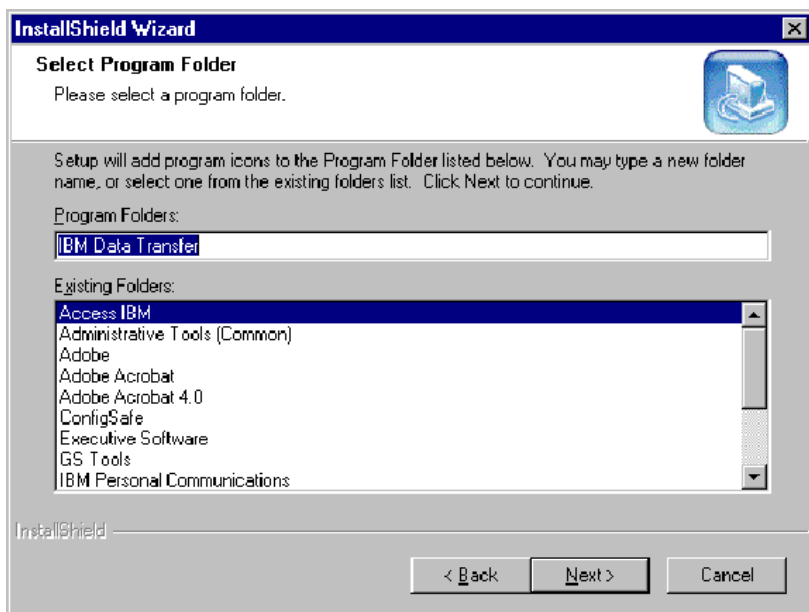 InstallShield Wizard
Select Program Folder
Please select a program folder.
Setup will add program icons to the Program Folder listed below. You may type a new folder
name, or select one from the existing folders list. Click Next to continue.
Program Folders:
IBM Data Transfer
Existing Folders:
Access IBM
Administrative Tools (Common)
Adobe
Adobe Acrobat
Adobe Acrobat 4.0
ConfigSafe
Executive Software
GS Tools
IBM Personal Communications
InstallShield
< Back
Next >
Cancel